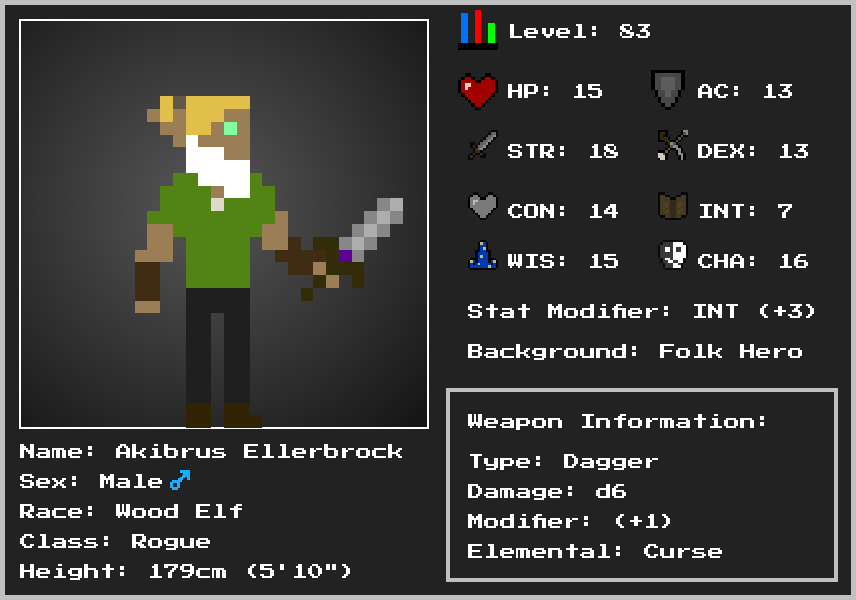 Level: 83
HP: 15
AC: 13
STR: 18
DEX: 13
CON: 14
INT: 7
WIS: 15
CHA: 16
Stat Modifier: INT (+3)
Background: Folk Hero
Weapon Information:
Type: Dagger
Damage: d6
Modifier: (+1)
Elemental: Curse
Name: Akibrus Ellerbrock
Sex: Male♂
Race: Wood Elf
Class: Rogue
Height: 179cm (5'10")